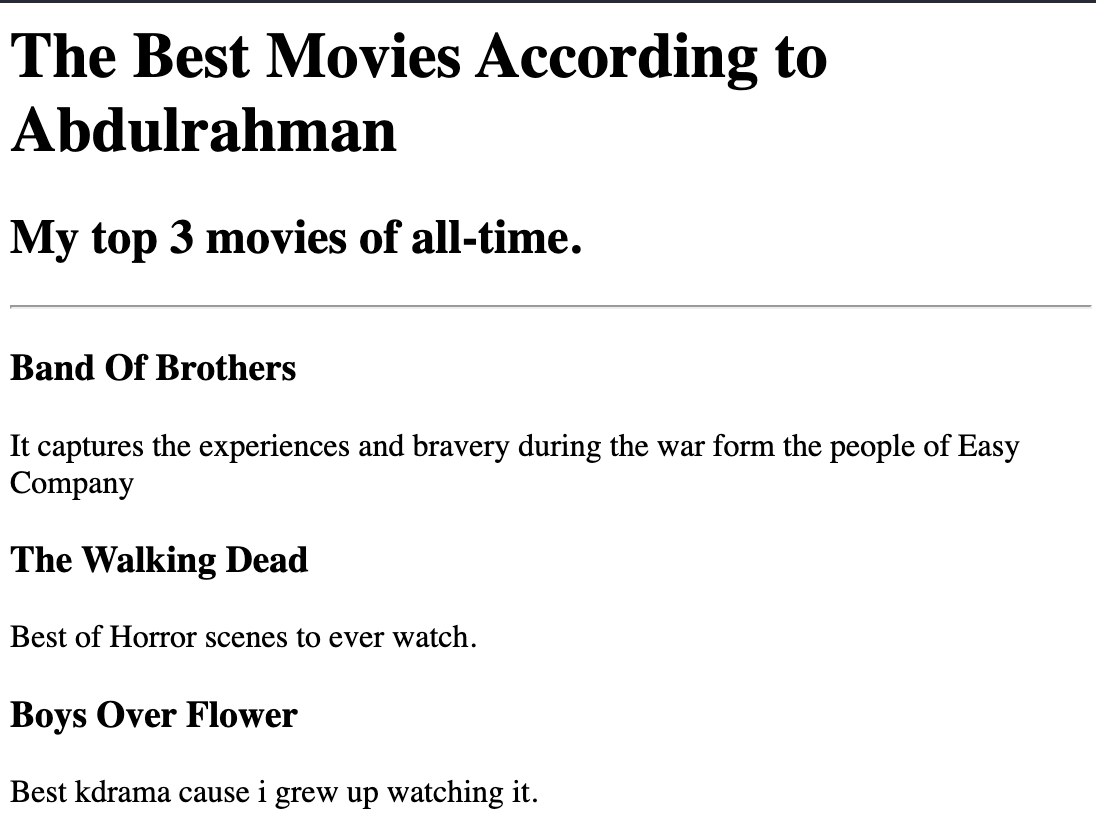 The Best Movies According to
Abdulrahman
My top 3 movies of all-time.
Band Of Brothers
It captures the experiences and bravery during the war form the people of Easy
Company
The Walking Dead
Best of Horror scenes to ever watch.
Boys Over Flower
Best kdrama cause i grew up watching it.